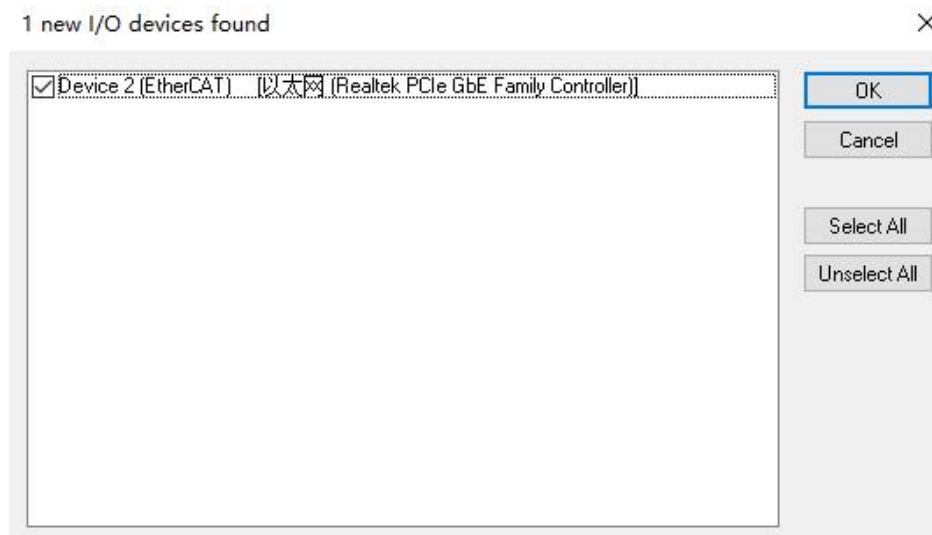 1 new I/O devices found
Device 2 (EtherCAT) [以太网 (Realtek PCIe GbE Family Controller)]
OK
Cancel
Select All
Unselect All